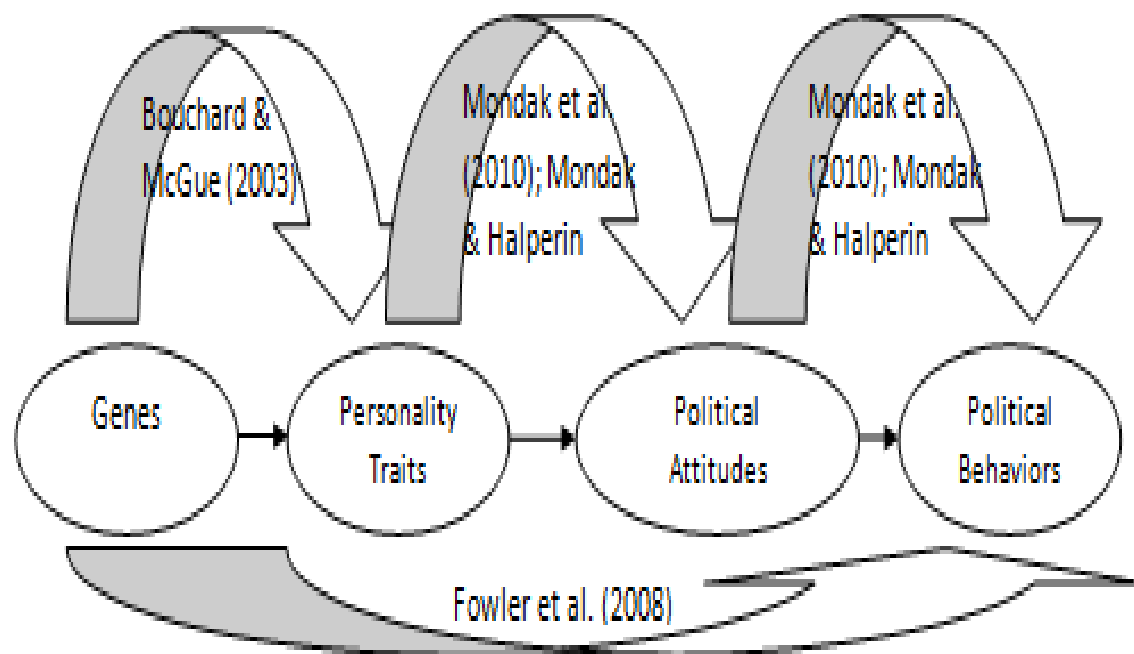 Bouchard &
McGue (2003)
Mondak et al.
(2010); Mondak
& Halperin
Mondak et al.
(2010); Mondak
& Halperin
Genes
Personality
Traits
Political
Attitudes
Political
Behaviors
Fowler et al. (2008)